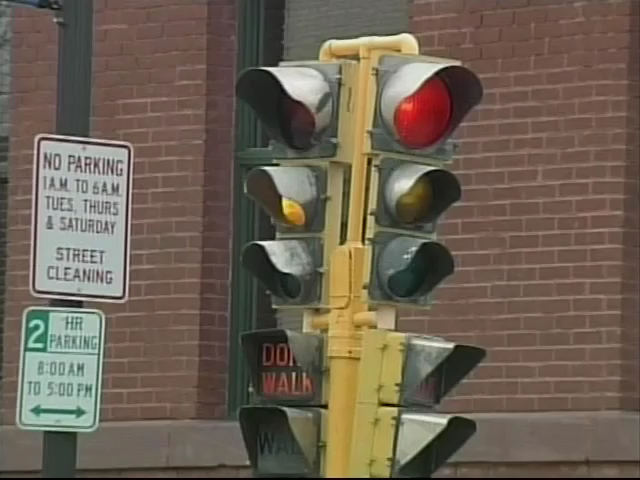 NO PARKING
1 A.M. TO 6 A.M.
TUES, THURS
& SATURDAY
STREET
CLEANING
2 HR
PARKING
8:00 AM
TO 5:00 PM
WALK